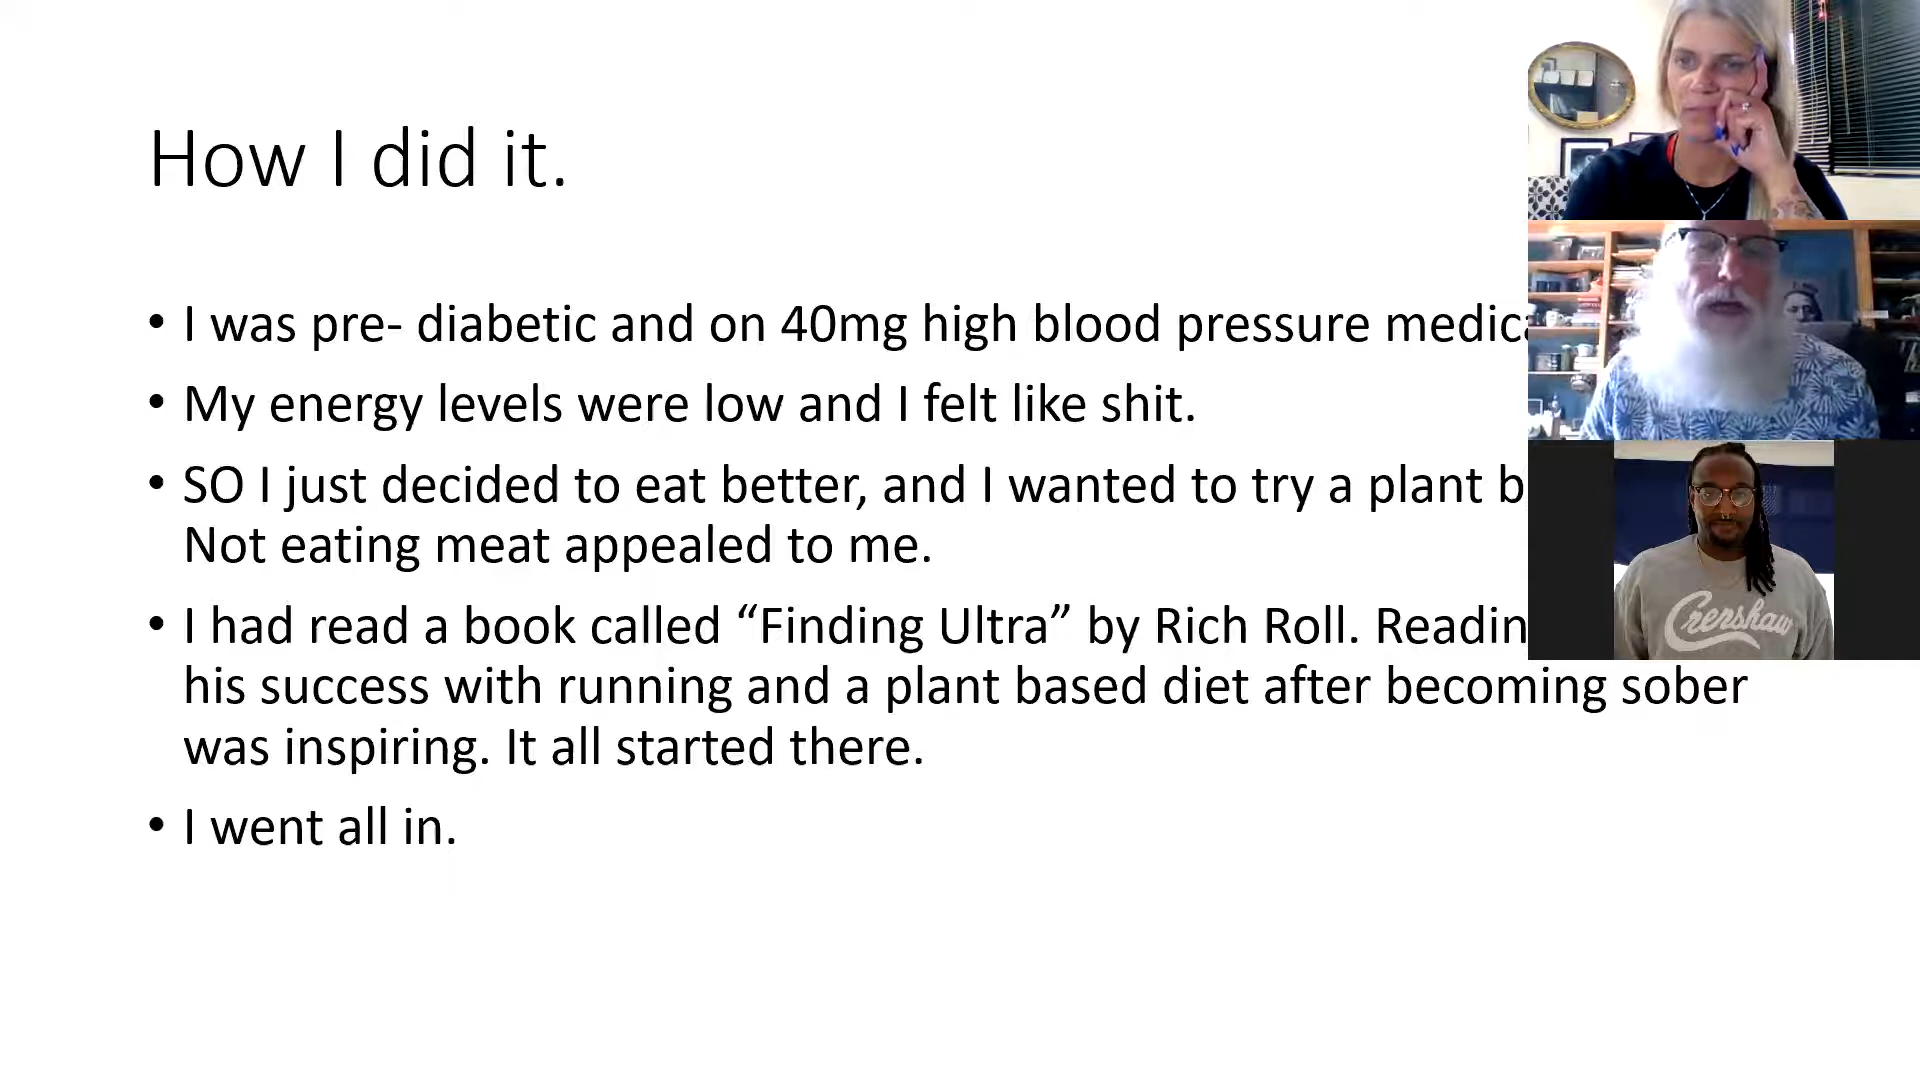 How I did it.
• I was pre- diabetic and on 40mg high blood pressure
• My energy levels were low and I felt like shit.
• SO I just decided to eat better, and I wanted to try a plant
Not eating meat appealed to me.
• I had read a book called “Finding Ultra” by Rich Roll.
his success with running and a plant based diet after becoming sober
was inspiring. It all started there.
• I went all in.
Crenshaw